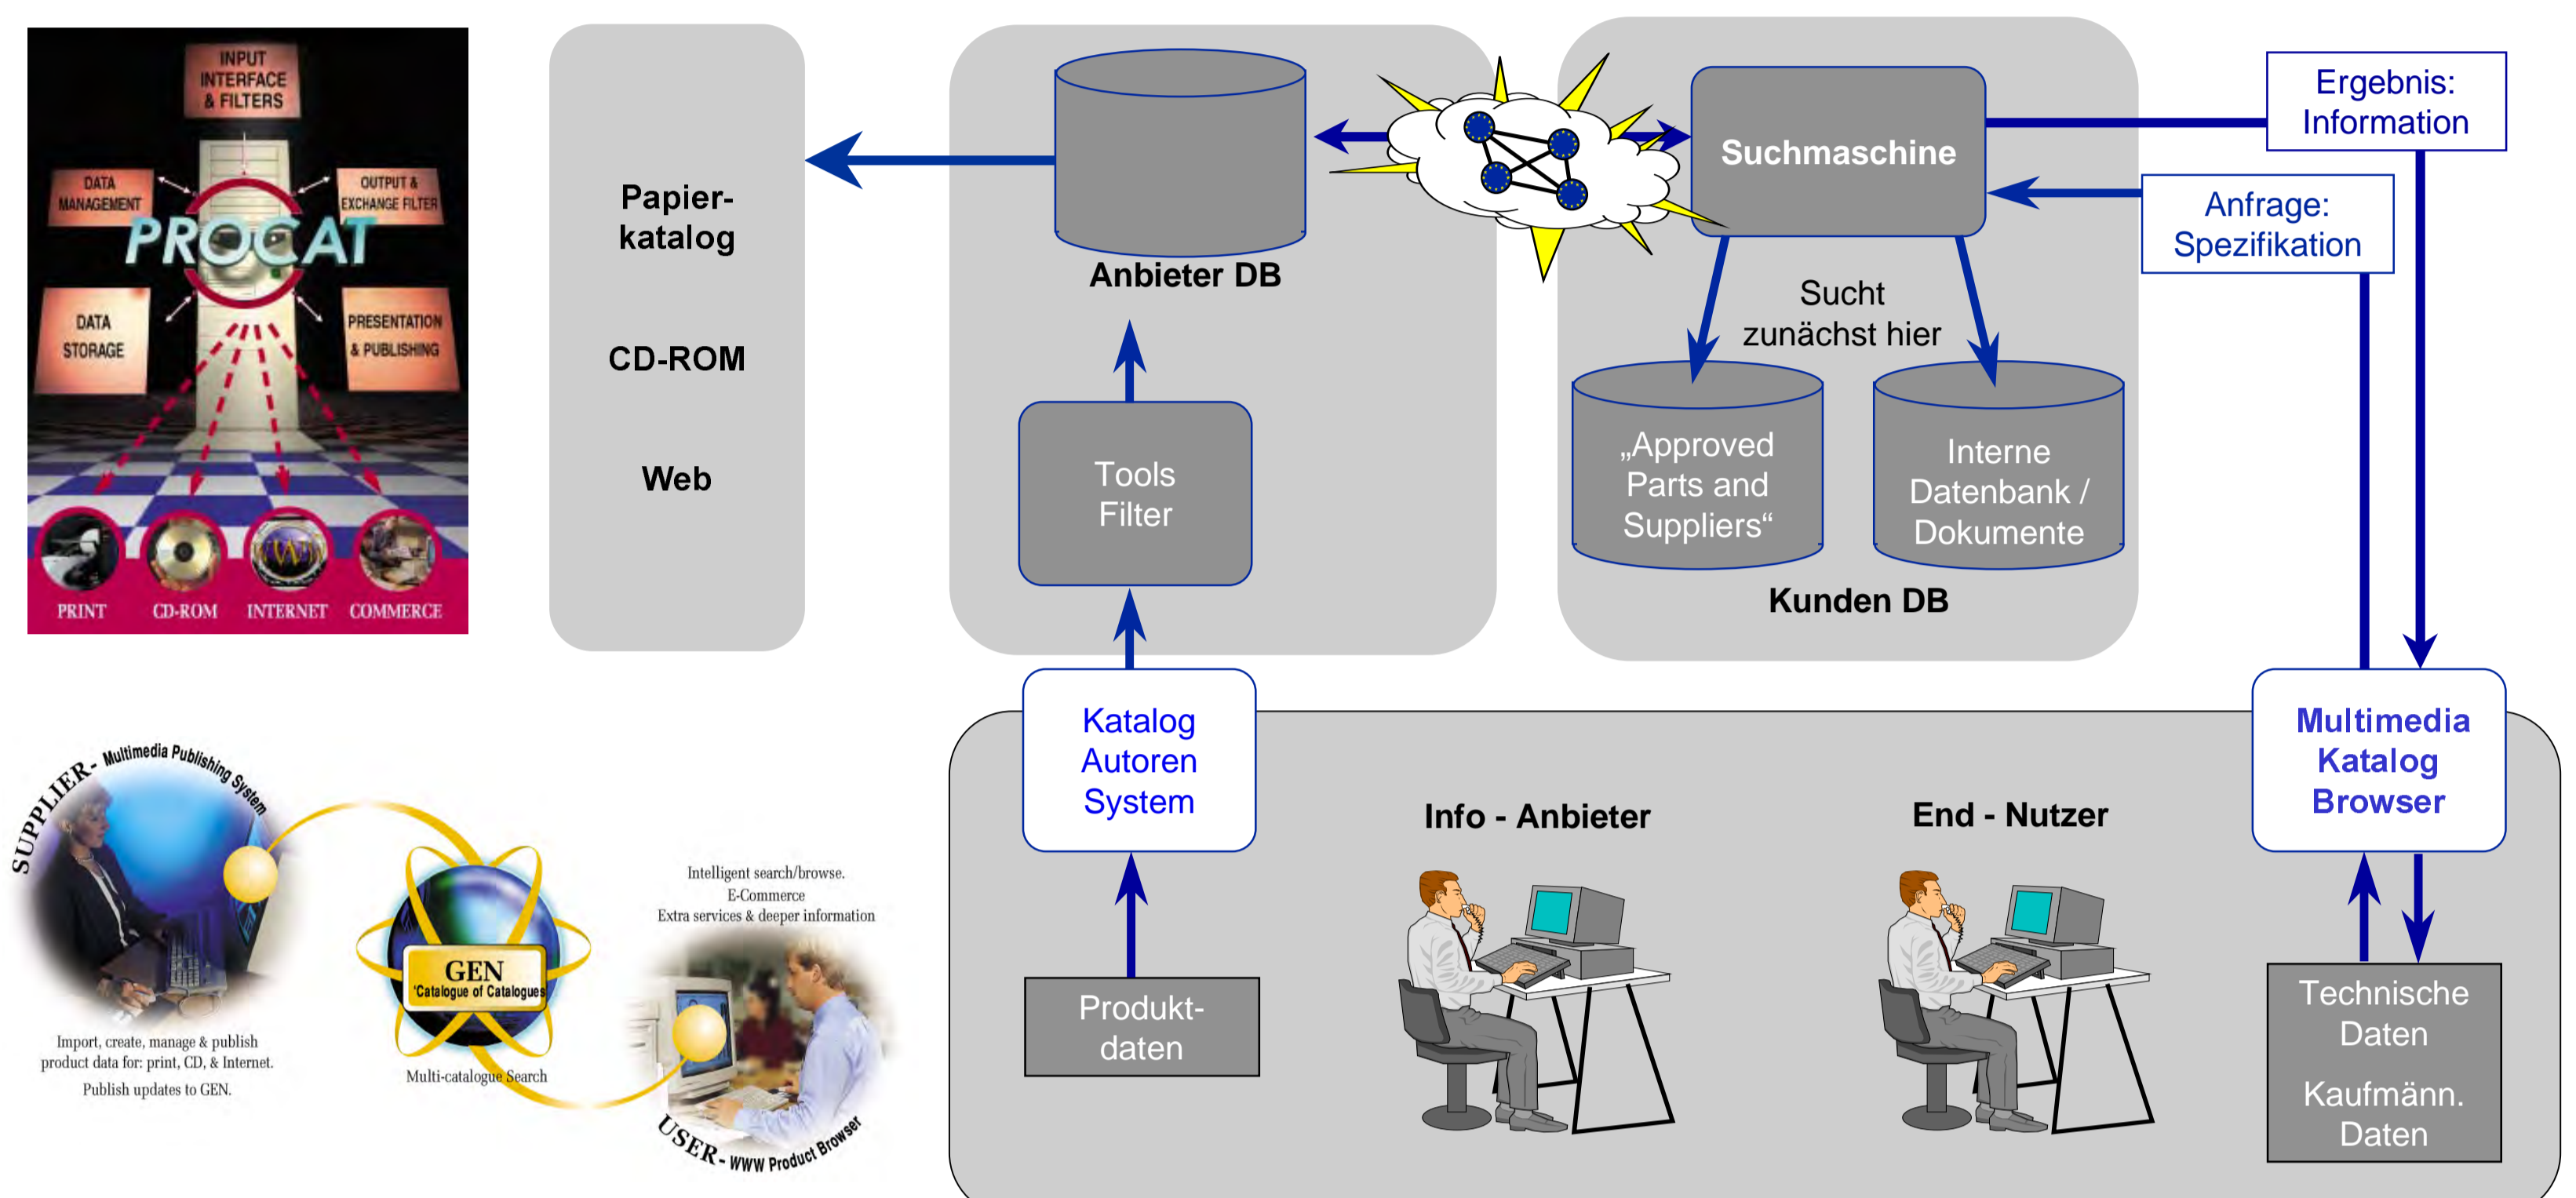 INPUT
INTERFACE
& FILTERS
DATA
MANAGEMENT
OUTPUT &
EXCHANGE FILTER
PROCAT
DATA
STORAGE
PRESENTATION
& PUBLISHING
PRINT
CD-ROM
INTERNET
COMMERCE
Papier-
katalog
CD-ROM
Web
Anbieter DB
Tools
Filter
Suchmaschine
Sucht
zunächst hier
„Approved
Parts and
Suppliers“
Interne
Datenbank /
Dokumente
Kunden DB
Ergebnis:
Information
Anfrage:
Spezifikation
SUPPLIER- Multimedia Publishing System
Import, create, manage & publish
product data for: print, CD, & Internet.
Publish updates to GEN.
GEN
'Catalogue of Catalogues
Multi-catalogue Search
Intelligent search/browse.
E-Commerce
Extra services & deeper information
USER- WWW Product Browser
Katalog
Autoren
System
Produkt-
daten
Info - Anbieter
End - Nutzer
Multimedia
Katalog
Browser
Technische
Daten
Kaufmänn.
Daten